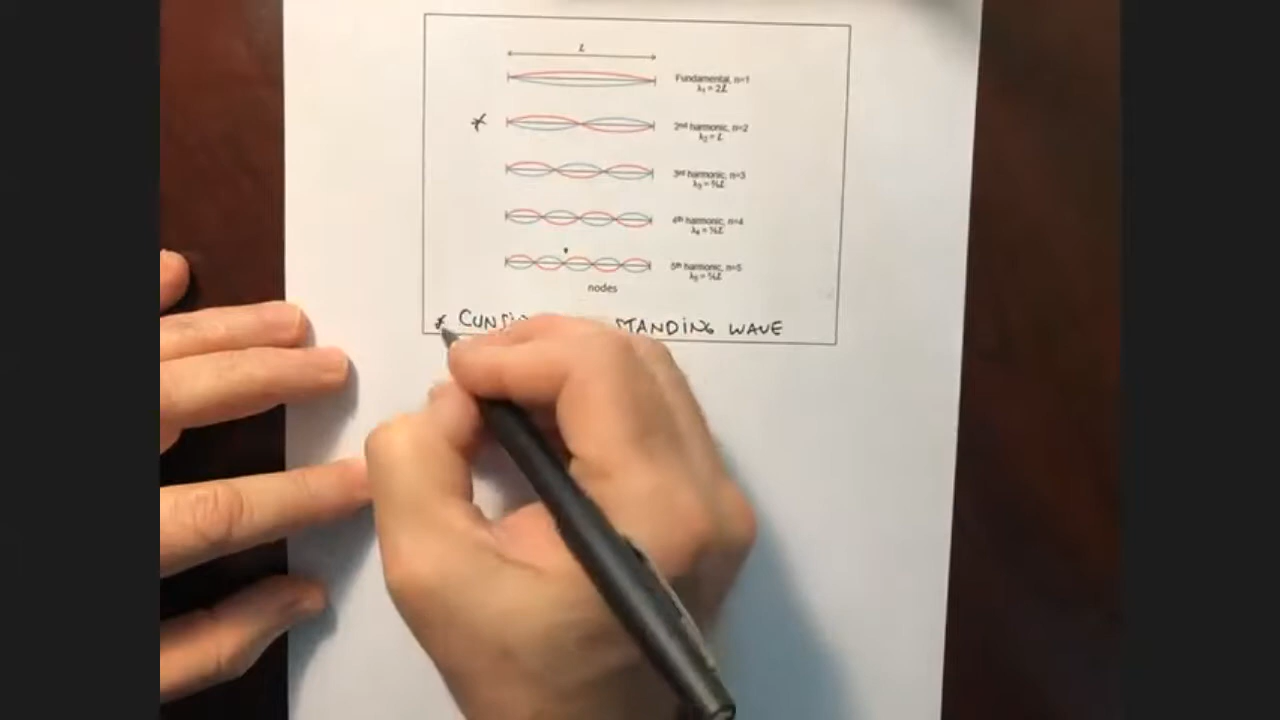 L
Fundamental, n=1
λ₁ = 2L
2nd harmonic, n=2
λ₂ = L
3rd harmonic, n=3
λ₃ = ⅔L
4th harmonic, n=4
λ₄ = ½L
5th harmonic, n=5
λ₅ = ⅖L
nodes
* STANDING WAVE